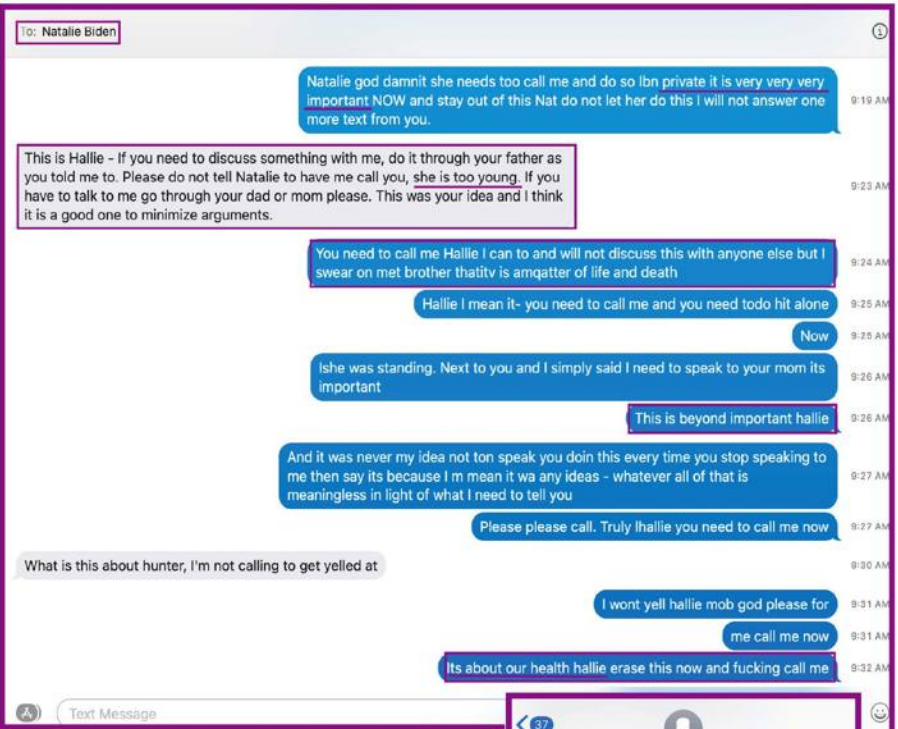 To: Natalie Biden
Natalie god damnit she needs too call me and do so Ibn private it is very very very
important NOW and stay out of this Nat do not let her do this I will not answer one
more text from you.
9:19 AM
This is Hallie - If you need to discuss something with me, do it through your father as
you told me to. Please do not tell Natalie to have me call you, she is too young. If you
have to talk to me go through your dad or mom please. This was your idea and I think
it is a good one to minimize arguments.
9:23 AM
You need to call me Hallie I can to and will not discuss this with anyone else but I
swear on met brother thatitv is amqatter of life and death
9:24 AM
Hallie I mean it- you need to call me and you need todo hit alone
9:25 AM
Now
9:25 AM
Ishe was standing. Next to you and I simply said I need to speak to your mom its
important
9:26 AM
This is beyond important hallie
9:26 AM
And it was never my idea not ton speak you doin this every time you stop speaking to
me then say its because I m mean it wa any ideas - whatever all of that is
meaningless in light of what I need to tell you
9:27 AM
Please please call. Truly lhallie you need to call me now
9:27 AM
What is this about hunter, I'm not calling to get yelled at
9:30 AM
I wont yell hallie mob god please for
9:31 AM
me call me now
9:31 AM
Its about our health hallie erase this now and fucking call me
9:32 AM
Text Message
37